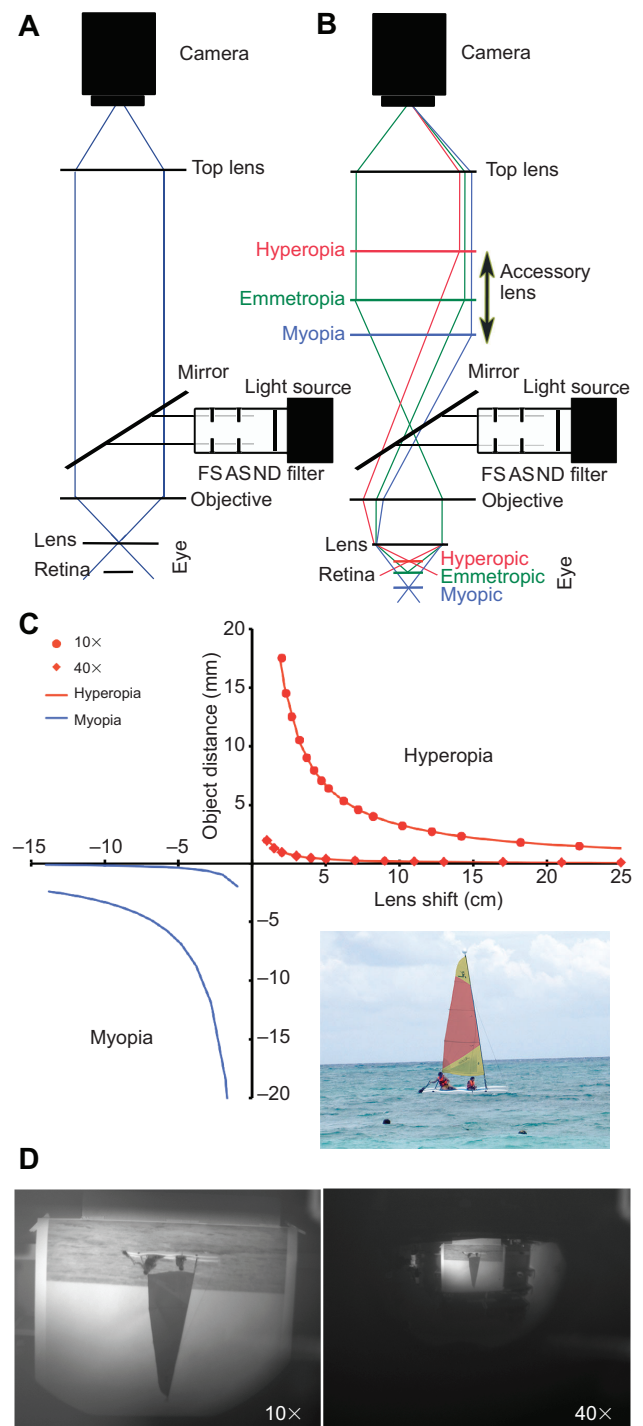 A
Camera
Top lens
Mirror
Light source
FS AS ND filter
Objective
Lens
Retina
Eye
B
Camera
Top lens
Hyperopia
Emmetropia
Myopia
Accessory
lens
Mirror
Light source
FS AS ND filter
Objective
Lens
Retina
Hyperopic
Emmetropic
Myopic
Eye
C
10×
40×
Hyperopia
Myopia
Object distance (mm)
20
15
10
5
Hyperopia
–15 –10 –5
5 10 15 20 25
Lens shift (cm)
–5
–10
–15
–20
Myopia
D
10×
40×